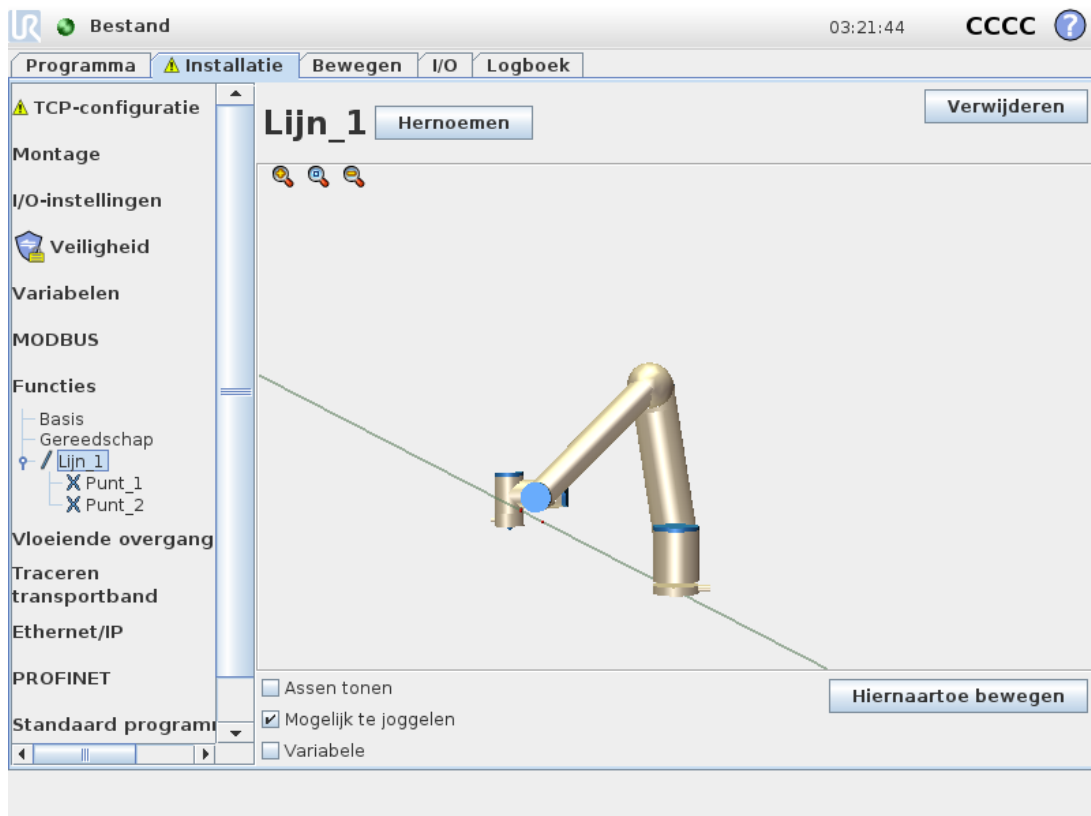 UR Bestand 03:21:44 CCCC ?
Programma Installatie Bewegen I/O Logboek
TCP-configuratie
Montage
I/O-instellingen
Veiligheid
Variabelen
MODBUS
Functies
Basis
Gereedschap
Lijn_1
Punt_1
Punt_2
Vloeiende overgang
Traceren
transportband
Ethernet/IP
PROFINET
Standaard program
Lijn_1 Hernoemen Verwijderen
Assen tonen
Mogelijk te joggelen
Variabele
Hiernaartoe bewegen